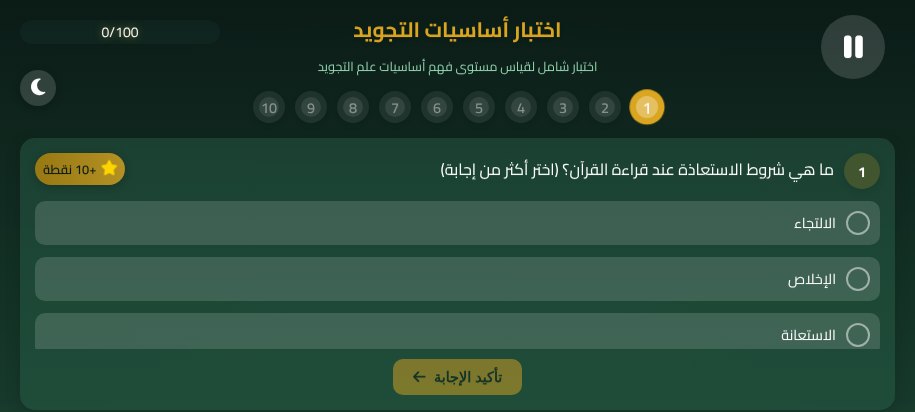 اختبار أساسيات التجويد
0/100
اختبار شامل لقياس مستوى فهم أساسيات علم التجويد
1 2 3 4 5 6 7 8 9 10
1 ما هي شروط الاستعاذة عند قراءة القرآن؟ (اختر أكثر من إجابة)
+10 نقطة
الالتجاء
الإخلاص
الاستعانة
تأكيد الإجابة ←